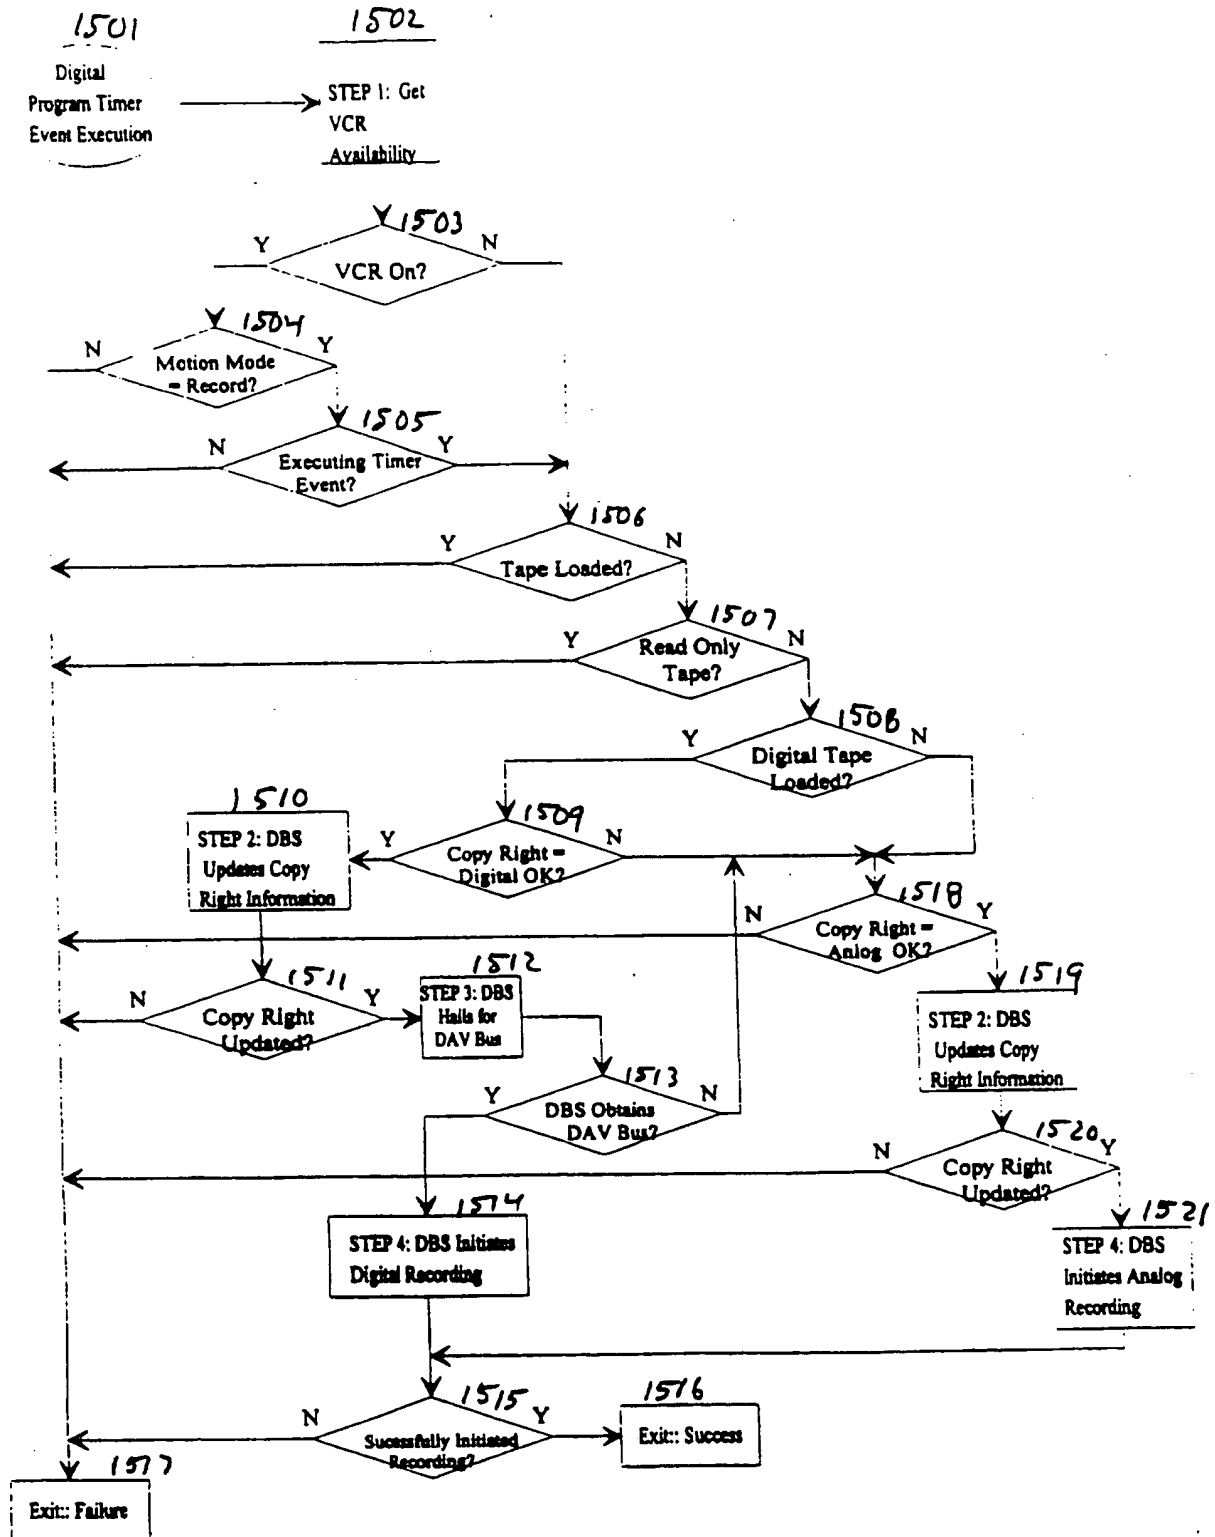 1501
1502
Digital
Program Timer
Event Execution
STEP 1: Get
VCR
Availability
1503
Y
N
VCR On?
1504
N
Y
Motion Mode
= Record?
1505
N
Y
Executing Timer
Event?
1506
Y
N
Tape Loaded?
1507
Y
N
Read Only
Tape?
1508
Y
N
Digital Tape
Loaded?
1510
STEP 2: DBS
Updates Copy
Right Information
1509
Y
N
Copy Right =
Digital OK?
1518
N
Y
Copy Right =
Anlog OK?
1511
N
Y
Copy Right
Updated?
1512
STEP 3: DBS
Hails for
DAV Bus
1519
STEP 2: DBS
Updates Copy
Right Information
1513
Y
N
DBS Obtains
DAV Bus?
1520
N
Y
Copy Right
Updated?
1514
STEP 4: DBS Initiates
Digital Recording
1521
STEP 4: DBS
Initiates Analog
Recording
1515
N
Y
Sucessfully Initiated
Recording?
1516
Exit:: Success
1517
Exit:: Failure